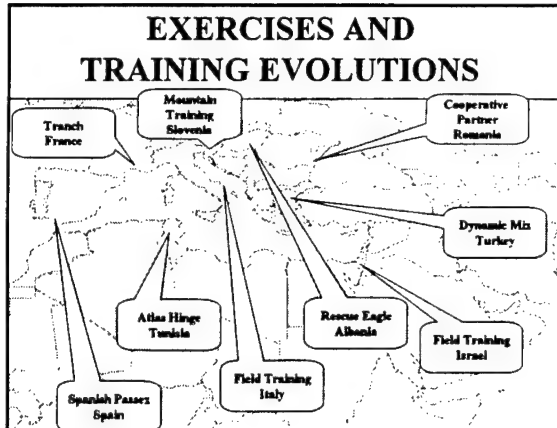 EXERCISES AND
TRAINING EVOLUTIONS
Mountain
Training
Slovenia
Cooperative
Partner
Romania
Tranch
France
Dynamic Mix
Turkey
Atlas Hinge
Tunisia
Rescue Eagle
Albania
Field Training
Israel
Field Training
Italy
Spanish Passex
Spain